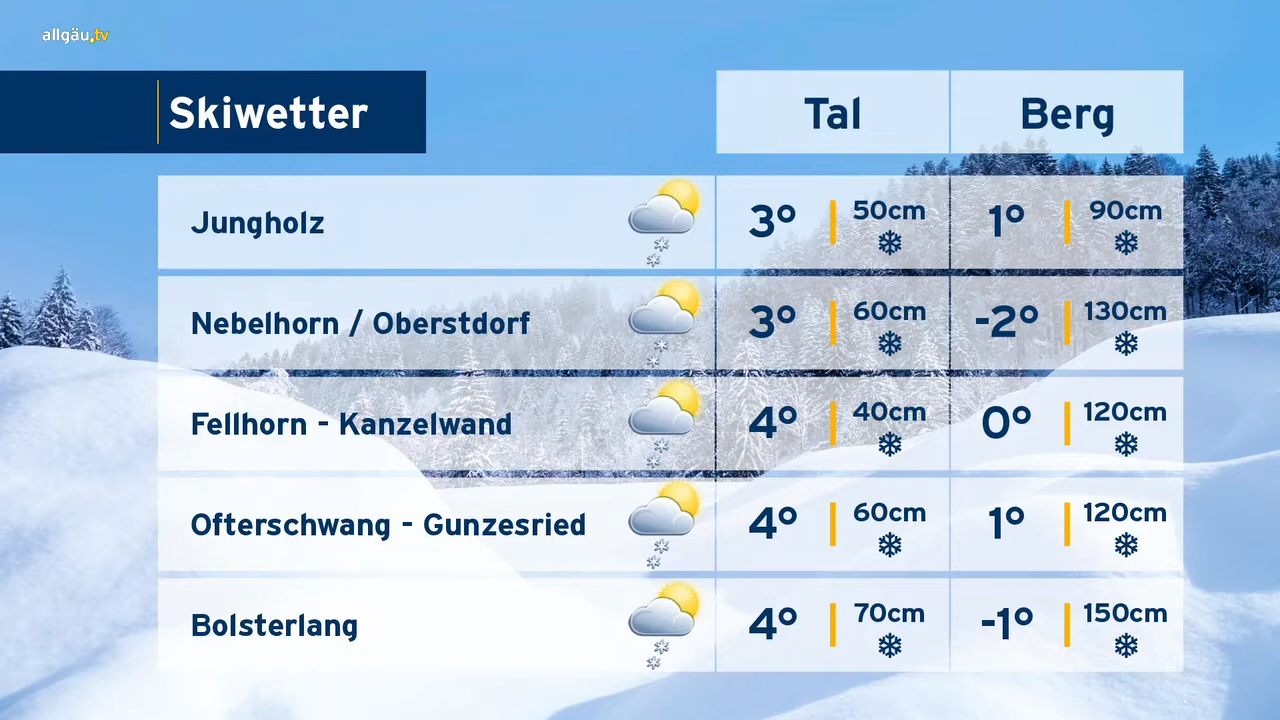 allgäu.tv
Skiwetter
Tal
Berg
Jungholz
3°
50cm
1°
90cm
Nebelhorn / Oberstdorf
3°
60cm
-2°
130cm
Fellhorn - Kanzelwand
4°
40cm
0°
120cm
Ofterschwang - Gunzesried
4°
60cm
1°
120cm
Bolsterlang
4°
70cm
-1°
150cm